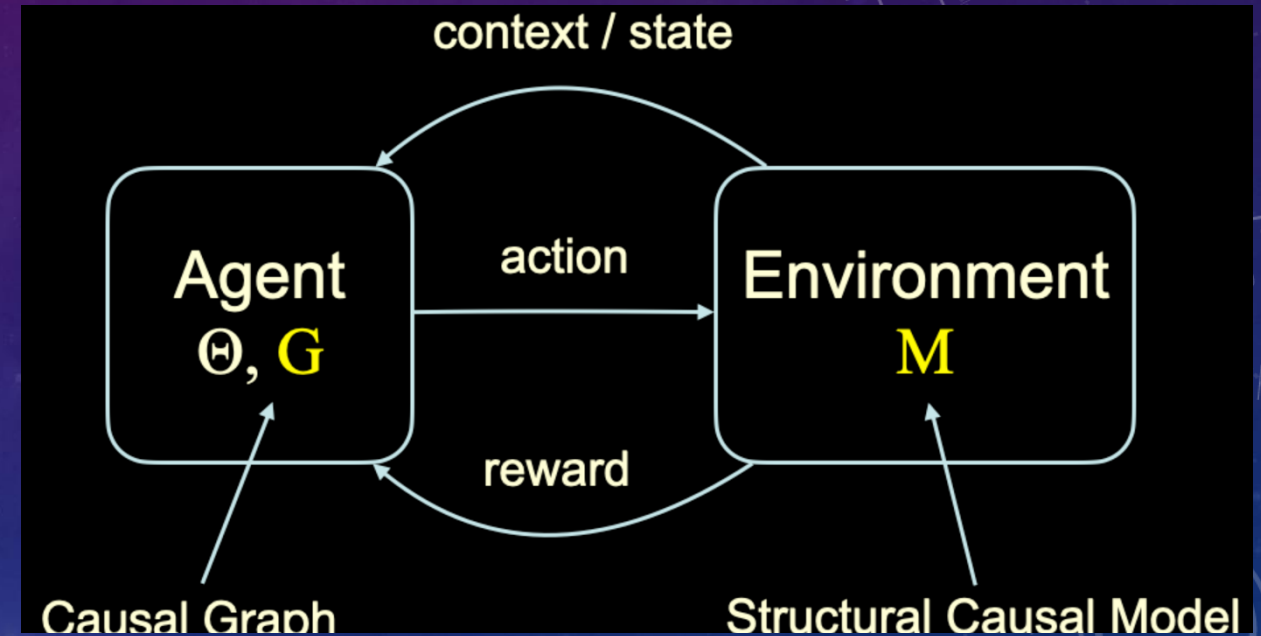 context / state
Agent
Θ, G
action
Environment
M
reward
Causal Graph
Structural Causal Model